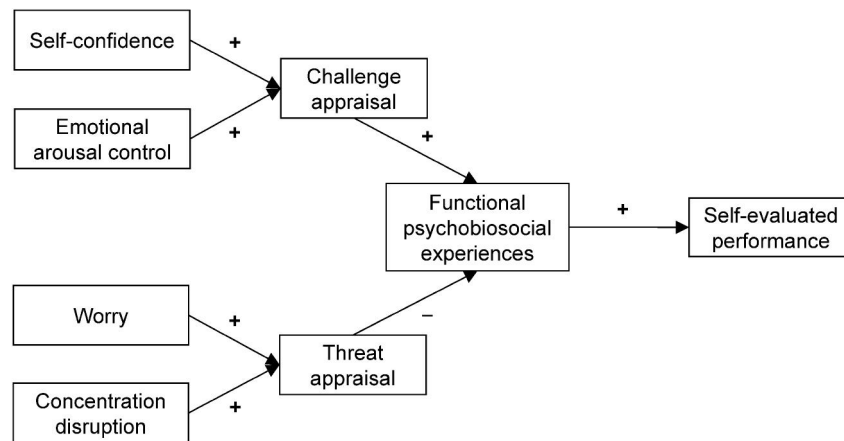 Self-confidence
+
Challenge
appraisal
Emotional
arousal control
+
+
Functional
psychobiosocial
experiences
+
Self-evaluated
performance
Worry
+
–
Threat
appraisal
Concentration
disruption
+